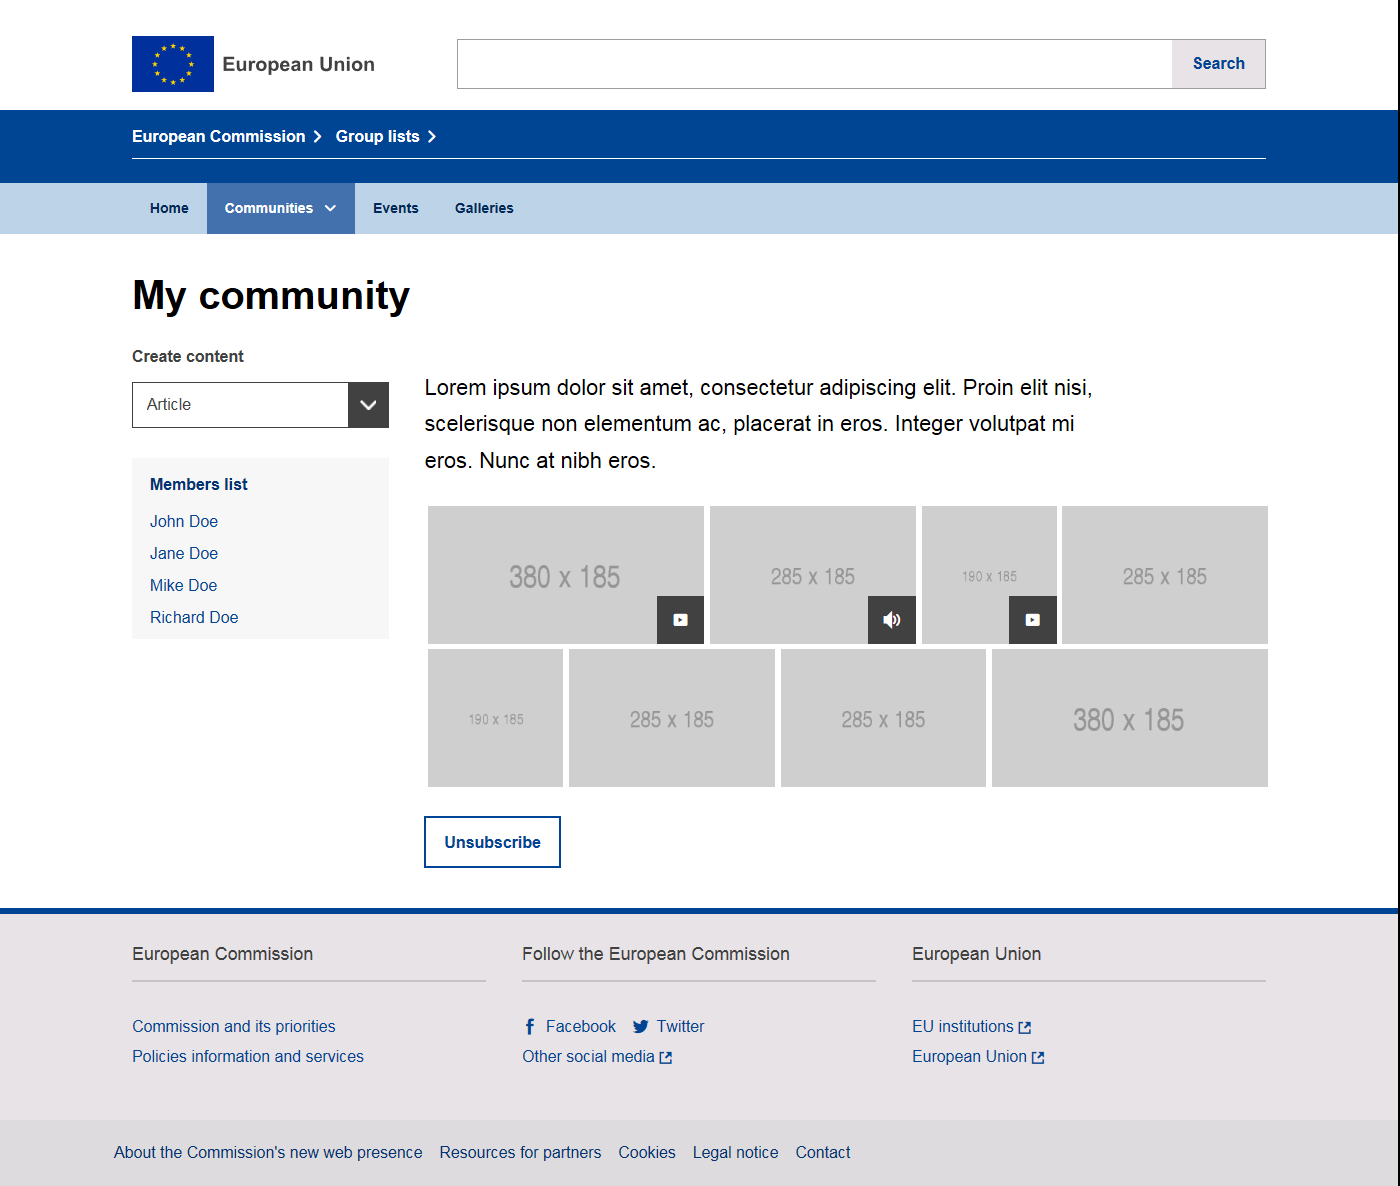 European Union
Search
European Commission
Group lists
Home
Communities
Events
Galleries
My community
Create content
Article
Members list
John Doe
Jane Doe
Mike Doe
Richard Doe
Lorem ipsum dolor sit amet, consectetur adipiscing elit. Proin elit nisi,
scelerisque non elementum ac, placerat in eros. Integer volutpat mi
eros. Nunc at nibh eros.
380 x 185
285 x 185
190 x 185
285 x 185
190 x 185
285 x 185
285 x 185
380 x 185
Unsubscribe
European Commission
Commission and its priorities
Policies information and services
Follow the European Commission
Facebook
Twitter
Other social media
European Union
EU institutions
European Union
About the Commission's new web presence
Resources for partners
Cookies
Legal notice
Contact